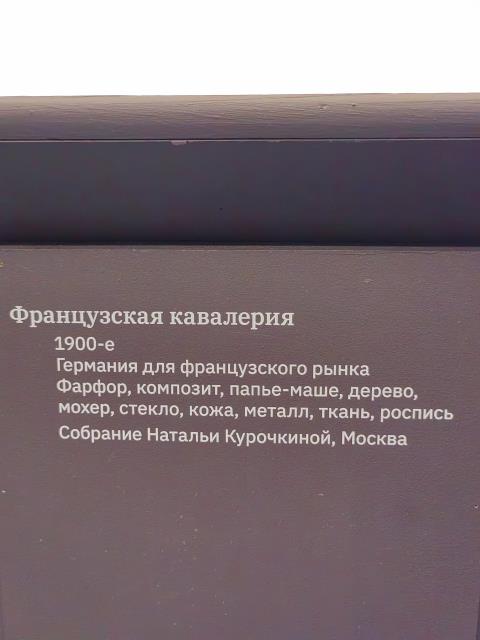 Французская кавалерия
1900-е
Германия для французского рынка
Фарфор, композит, папье-маше, дерево,
мохер, стекло, кожа, металл, ткань, роспись
Собрание Натальи Курочкиной, Москва